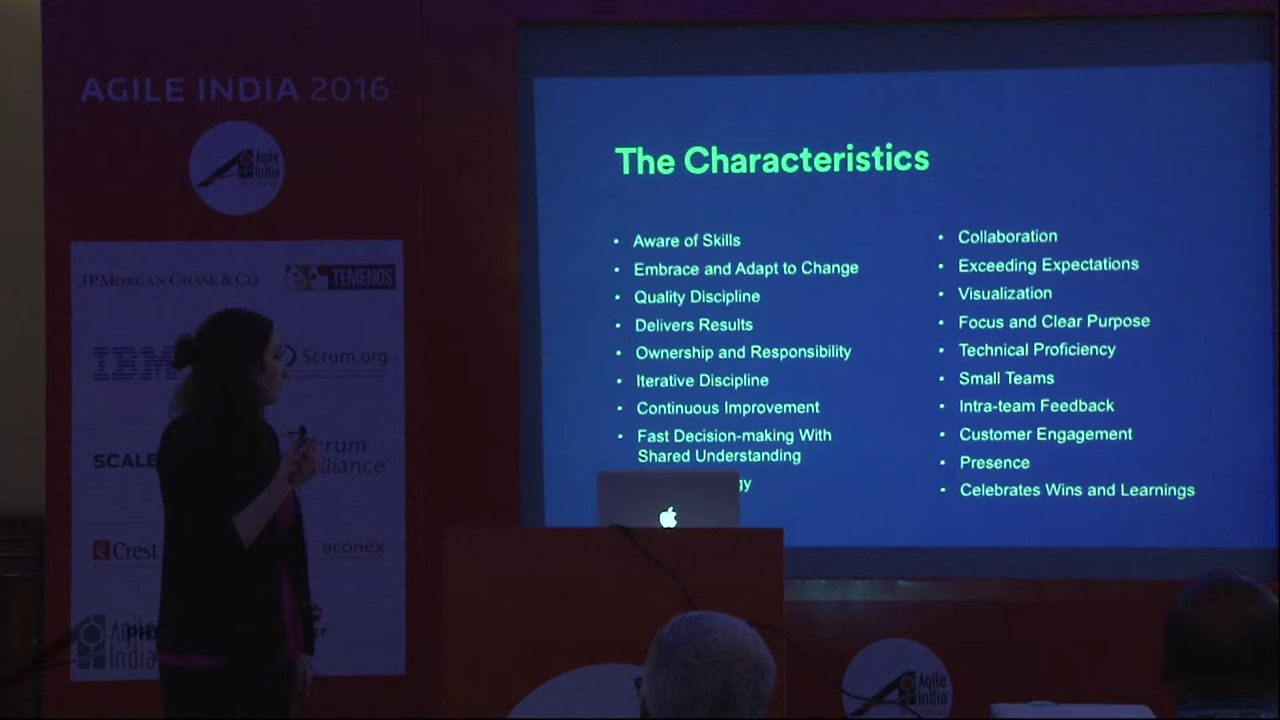 AGILE INDIA 2016
Agile
India
JPMORGAN CHASE & CO.
TEMENOS
IBM
Scrum.org
SCALE
Crest
aconex
Agile
India
The Characteristics
• Aware of Skills
• Embrace and Adapt to Change
• Quality Discipline
• Delivers Results
• Ownership and Responsibility
• Iterative Discipline
• Continuous Improvement
• Fast Decision-making With
Shared Understanding
• Collaboration
• Exceeding Expectations
• Visualization
• Focus and Clear Purpose
• Technical Proficiency
• Small Teams
• Intra-team Feedback
• Customer Engagement
• Presence
• Celebrates Wins and Learnings
Agile
India